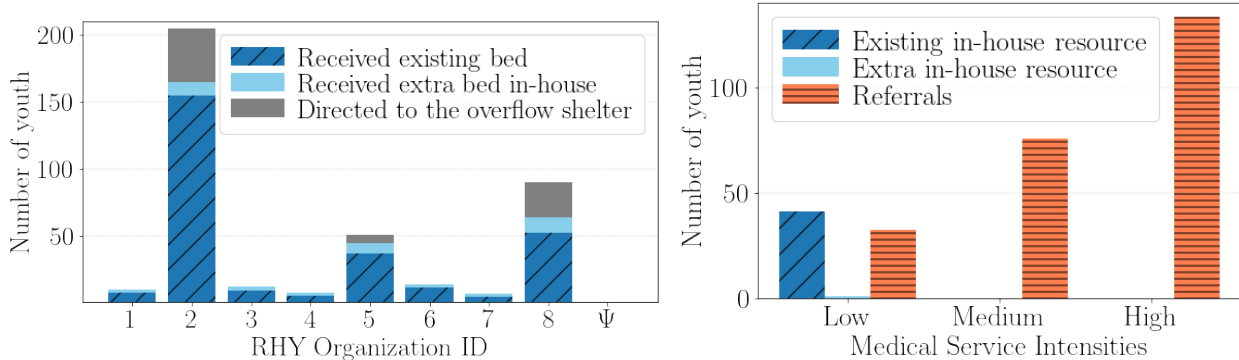 Number of youth
200
150
100
50
Received existing bed
Received extra bed in-house
Directed to the overflow shelter
1 2 3 4 5 6 7 8 Ψ
RHY Organization ID
Number of youth
100
50
0
Existing in-house resource
Extra in-house resource
Referrals
Low Medium High
Medical Service Intensities